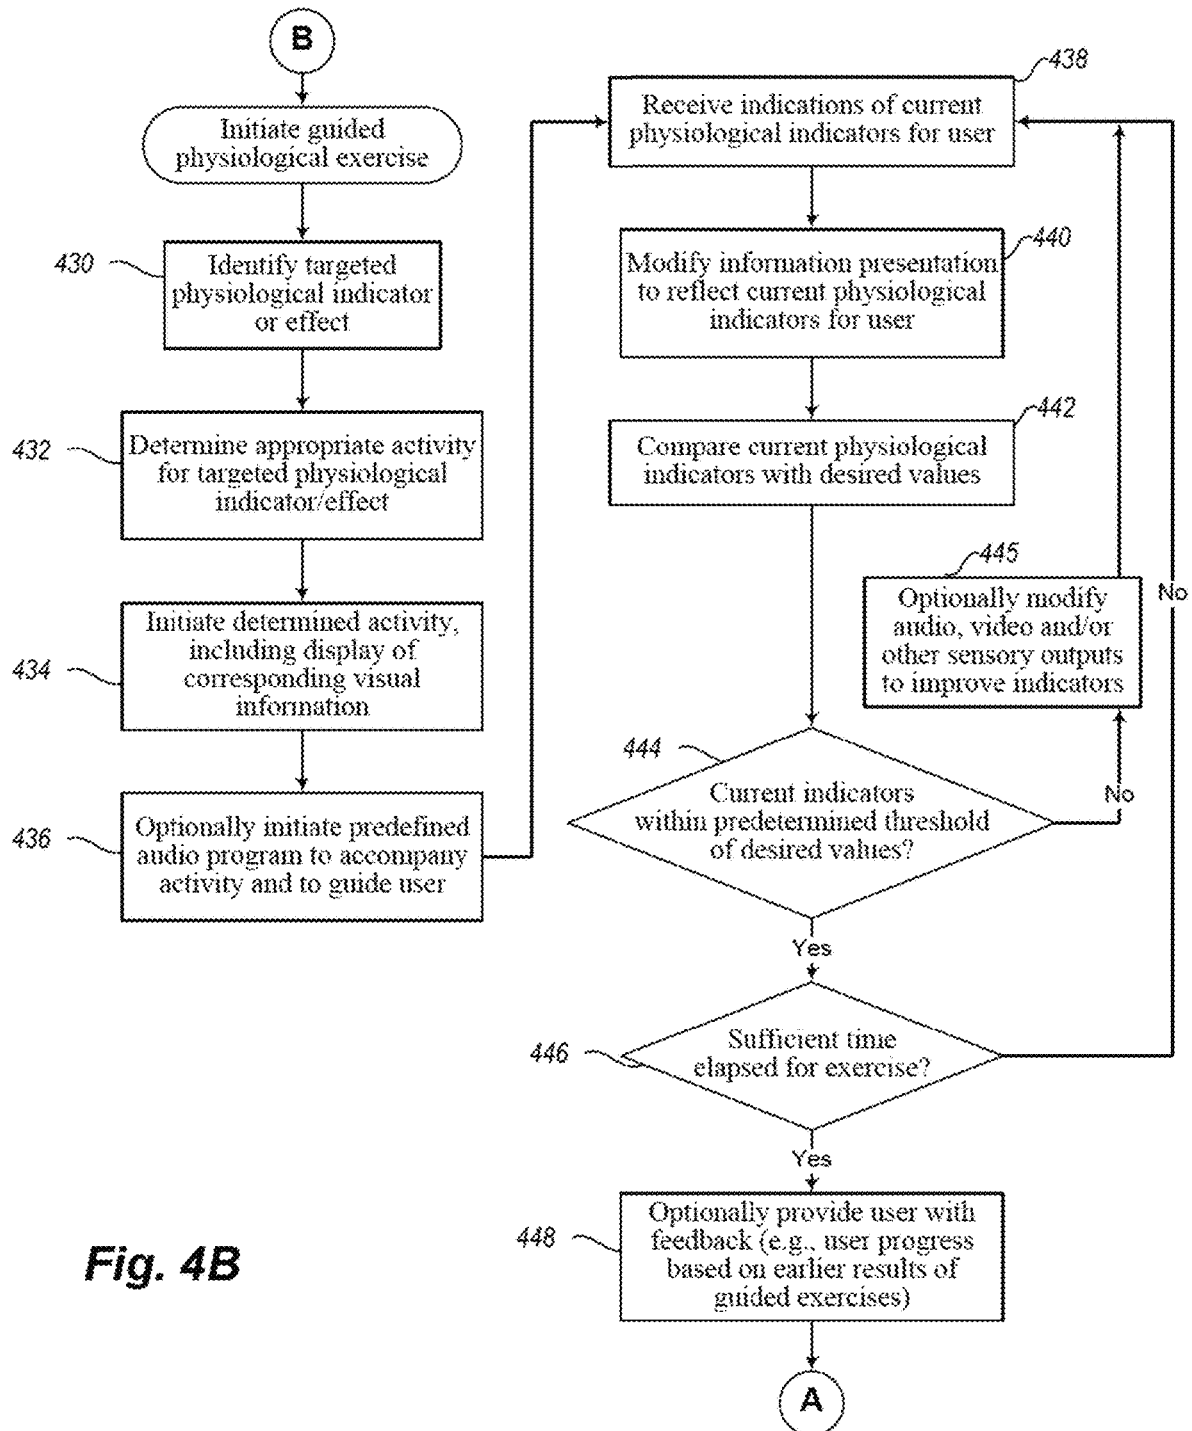 B
Initiate guided
physiological exercise
430
Identify targeted
physiological indicator
or effect
432
Determine appropriate activity
for targeted physiological
indicator/effect
434
Initiate determined activity,
including display of
corresponding visual
information
436
Optionally initiate predefined
audio program to accompany
activity and to guide user
438
Receive indications of current
physiological indicators for user
440
Modify information presentation
to reflect current physiological
indicators for user
442
Compare current physiological
indicators with desired values
445
Optionally modify
audio, video and/or
other sensory outputs
to improve indicators
No
444
Current indicators
within predetermined threshold
of desired values?
No
Yes
446
Sufficient time
elapsed for exercise?
Yes
448
Optionally provide user with
feedback (e.g., user progress
based on earlier results of
guided exercises)
A
Fig. 4B